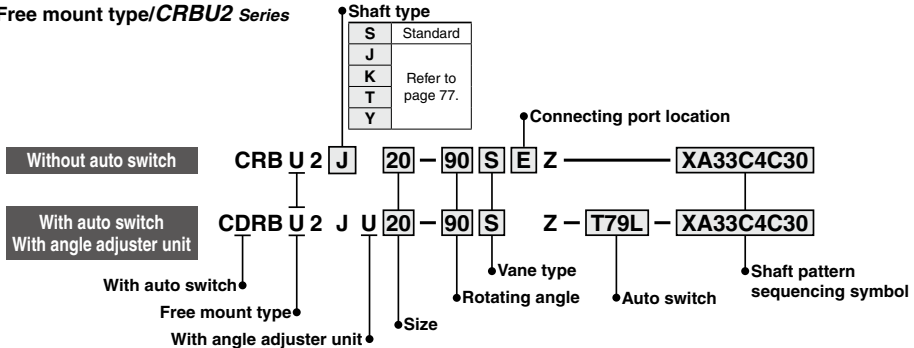 Free mount type/CRBU2 Series
Shaft type
S Standard
J
K
T
Y
Refer to
page 77.
Connecting port location
Without auto switch
CRB U 2 J 20 – 90 S E Z — XA33C4C30
With auto switch
With angle adjuster unit
CDRB U 2 J U 20 – 90 S Z – T79L – XA33C4C30
With auto switch
Free mount type
With angle adjuster unit
Size
Rotating angle
Vane type
Auto switch
Shaft pattern
sequencing symbol